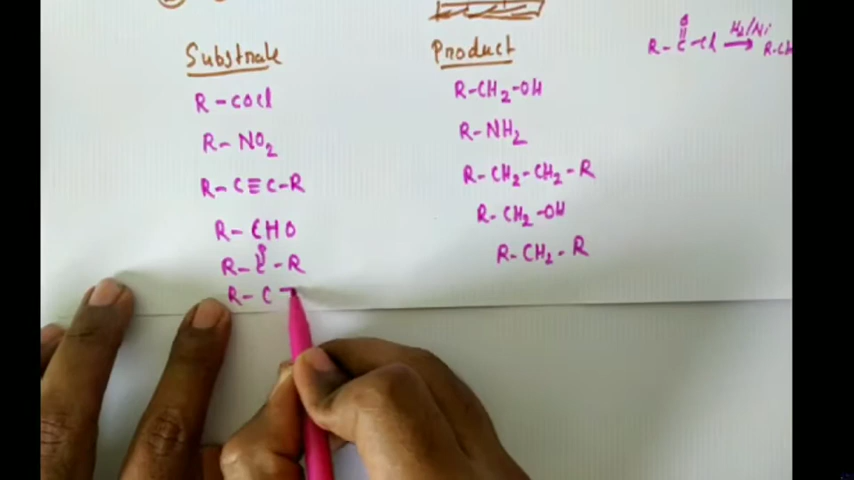 Substrate Product
R-COCl R-CH2-OH
R-NO2 R-NH2
R-C≡C-R R-CH2-CH2-R
R-CHO R-CH2-OH
O
||
R-C-R R-CH2-R
R-C-
O
||
R-C-Cl H2/Ni → R-CH